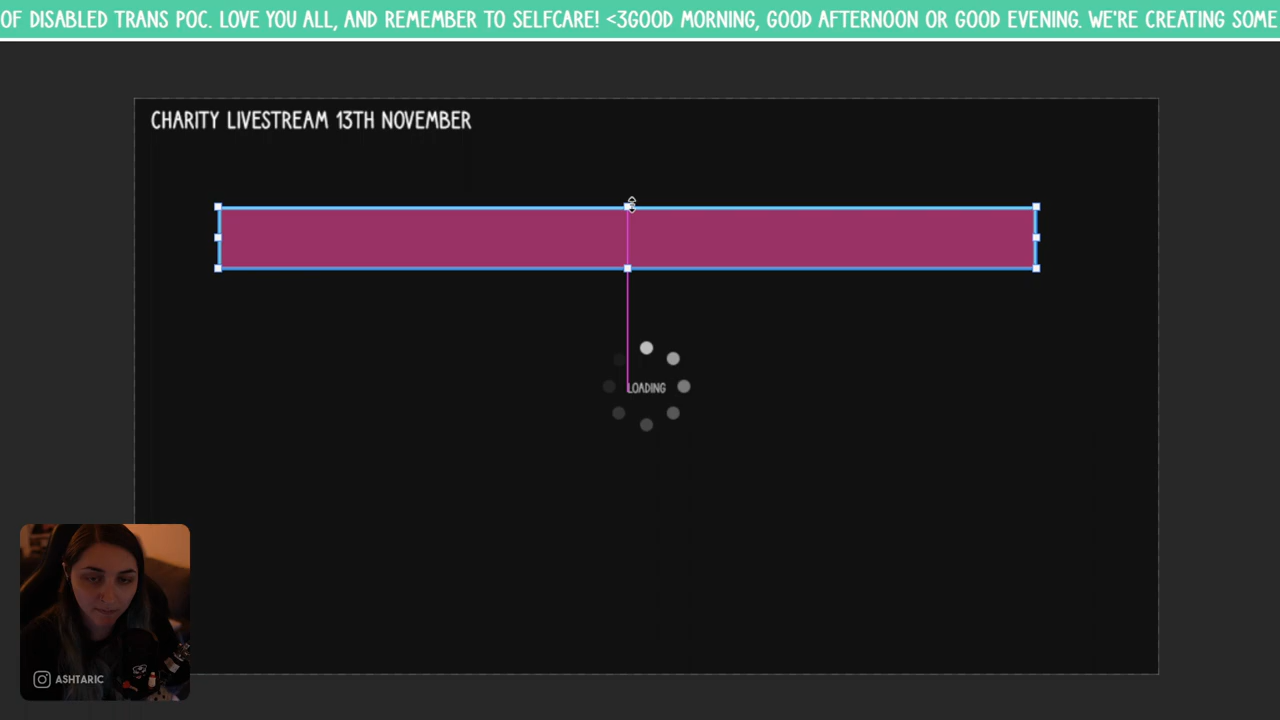 OF DISABLED TRANS POC. LOVE YOU ALL, AND REMEMBER TO SELFCARE! <3GOOD MORNING, GOOD AFTERNOON OR GOOD EVENING. WE'RE CREATING SOME
CHARITY LIVESTREAM 13TH NOVEMBER
LOADING
ASHTARIC